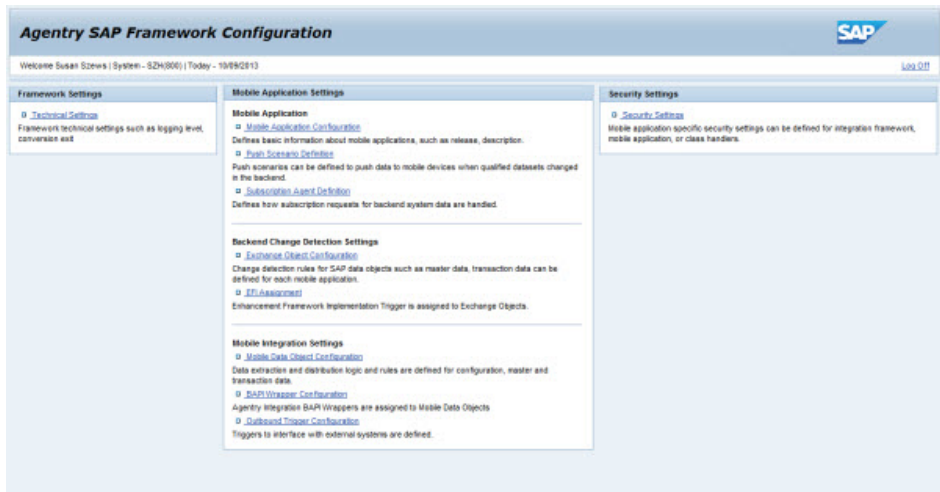 Agentry SAP Framework Configuration
SAP
Welcome Susan Szews | System - SZH(800) | Today - 10/09/2013
Log Off
Framework Settings
Technical Settings
Framework technical settings such as logging level,
conversion exit
Mobile Application Settings
Mobile Application
Mobile Application Configuration
Defines basic information about mobile applications, such as release, description.
Push Scenario Definition
Push scenarios can be defined to push data to mobile devices when qualified datasets changed
in the backend.
Subscription Agent Definition
Defines how subscription requests for backend system data are handled.
Backend Change Detection Settings
Exchange Object Configuration
Change detection rules for SAP data objects such as master data, transaction data can be
defined for each mobile application.
EFI Assignment
Enhancement Framework Implementation Trigger is assigned to Exchange Objects.
Mobile Integration Settings
Mobile Data Object Configuration
Data extraction and distribution logic and rules are defined for configuration, master and
transaction data.
BAPI Wrapper Configuration
Agentry Integration BAPI Wrappers are assigned to Mobile Data Objects
Outbound Trigger Configuration
Triggers to interface with external systems are defined.
Security Settings
Security Settings
Mobile application specific security settings can be defined for integration framework,
mobile application, or class handlers.